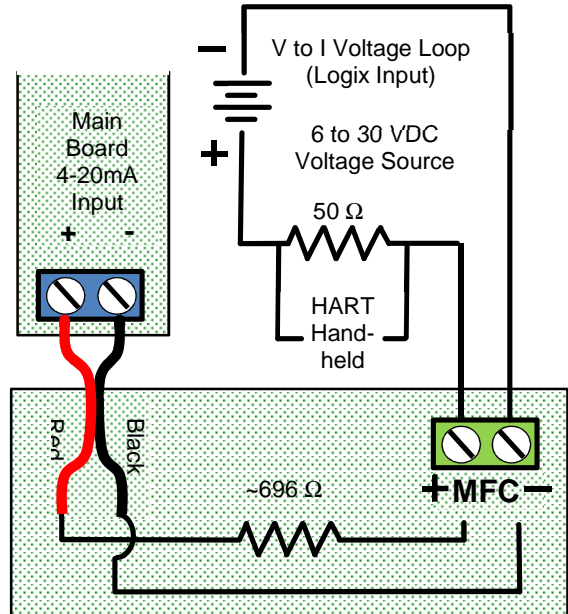 V to I Voltage Loop
(Logix Input)
6 to 30 VDC
Voltage Source
Main
Board
4-20mA
Input
+ -
50 Ω
HART
Hand-
held
Red
Black
~696 Ω
+MFC-
−
+